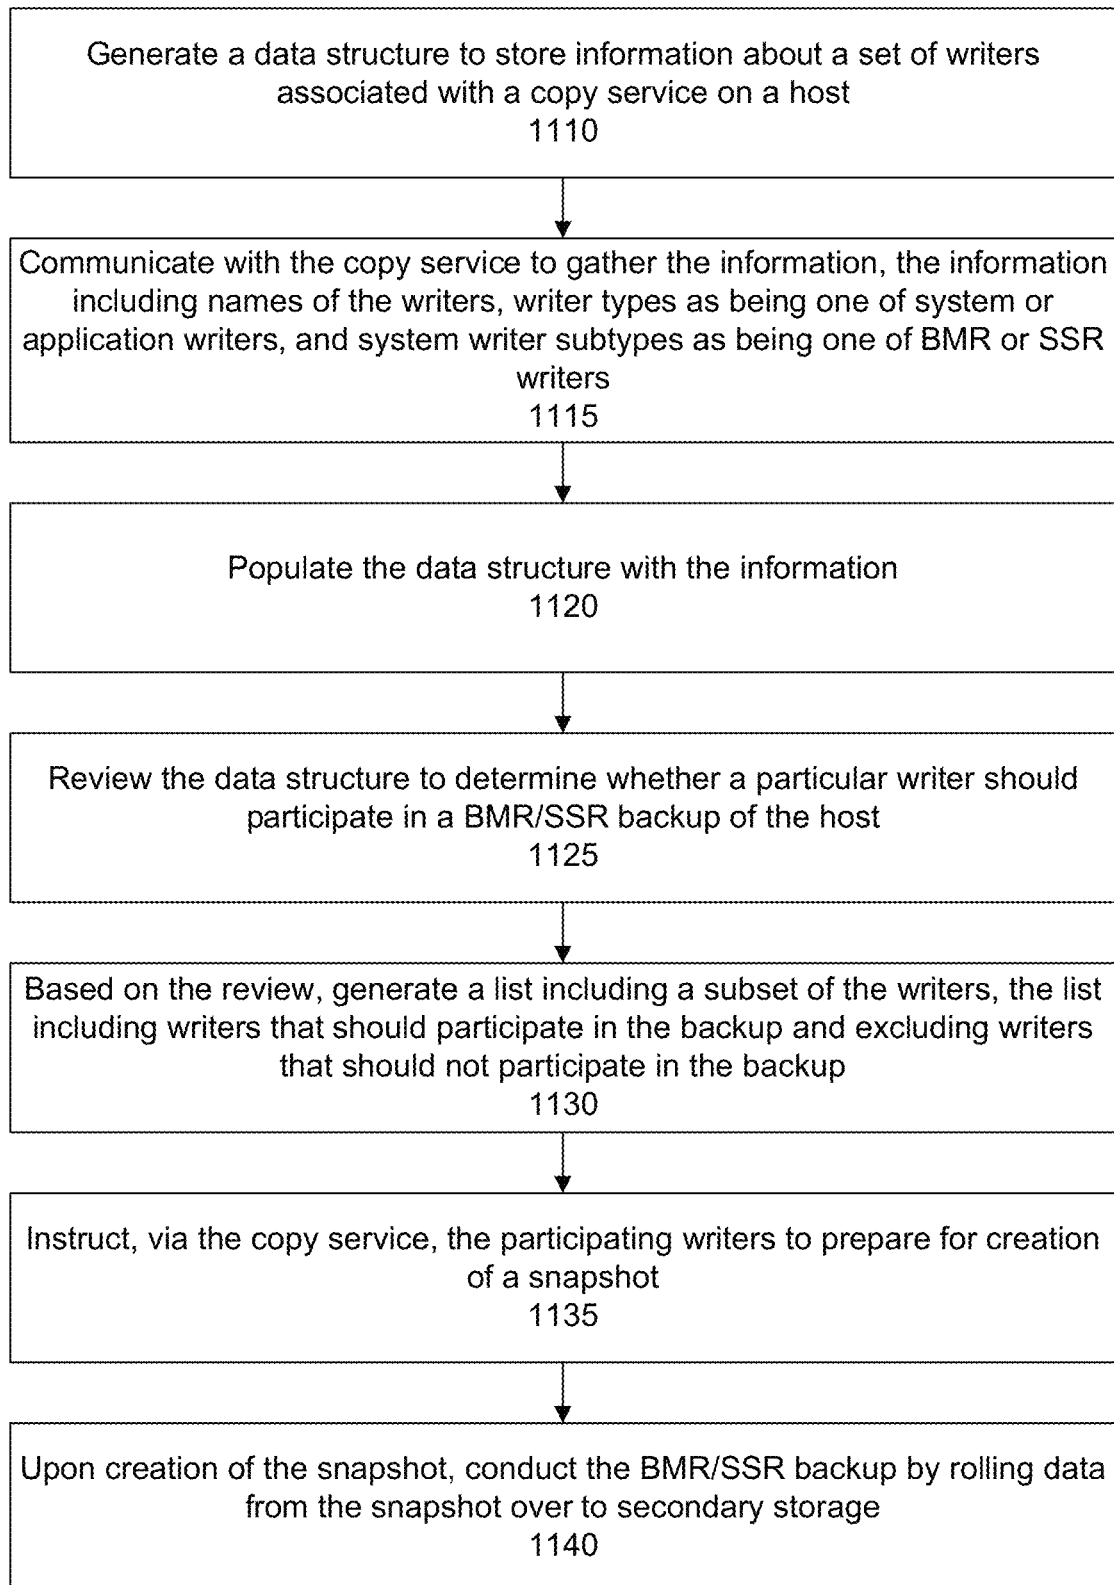 Generate a data structure to store information about a set of writers
associated with a copy service on a host
1110
Communicate with the copy service to gather the information, the information
including names of the writers, writer types as being one of system or
application writers, and system writer subtypes as being one of BMR or SSR
writers
1115
Populate the data structure with the information
1120
Review the data structure to determine whether a particular writer should
participate in a BMR/SSR backup of the host
1125
Based on the review, generate a list including a subset of the writers, the list
including writers that should participate in the backup and excluding writers
that should not participate in the backup
1130
Instruct, via the copy service, the participating writers to prepare for creation
of a snapshot
1135
Upon creation of the snapshot, conduct the BMR/SSR backup by rolling data
from the snapshot over to secondary storage
1140